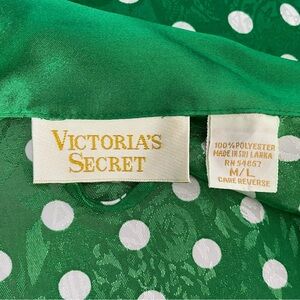 VICTORIA'S
SECRET
100% POLYESTER
MADE IN SRI LANKA
RN 54867
M/L
CARE REVERSE